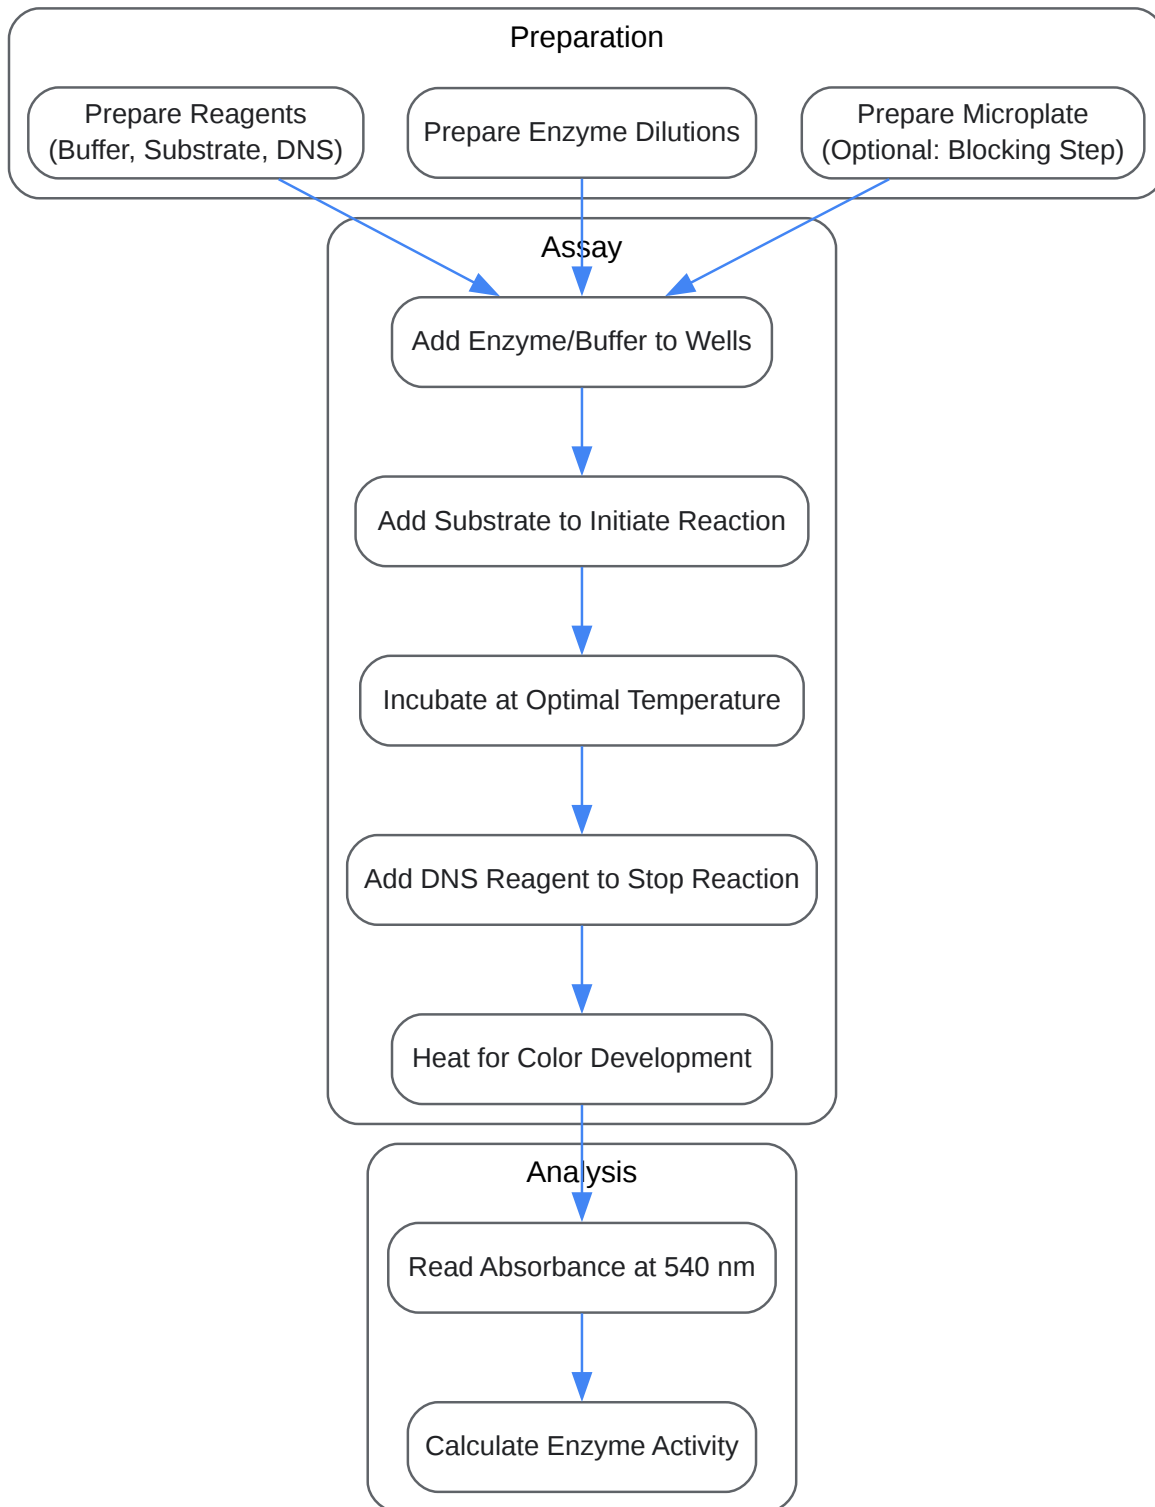 Preparation
Prepare Reagents
(Buffer, Substrate, DNS)
Prepare Enzyme Dilutions
Prepare Microplate
(Optional: Blocking Step)
Assay
Add Enzyme/Buffer to Wells
Add Substrate to Initiate Reaction
Incubate at Optimal Temperature
Add DNS Reagent to Stop Reaction
Heat for Color Development
Analysis
Read Absorbance at 540 nm
Calculate Enzyme Activity